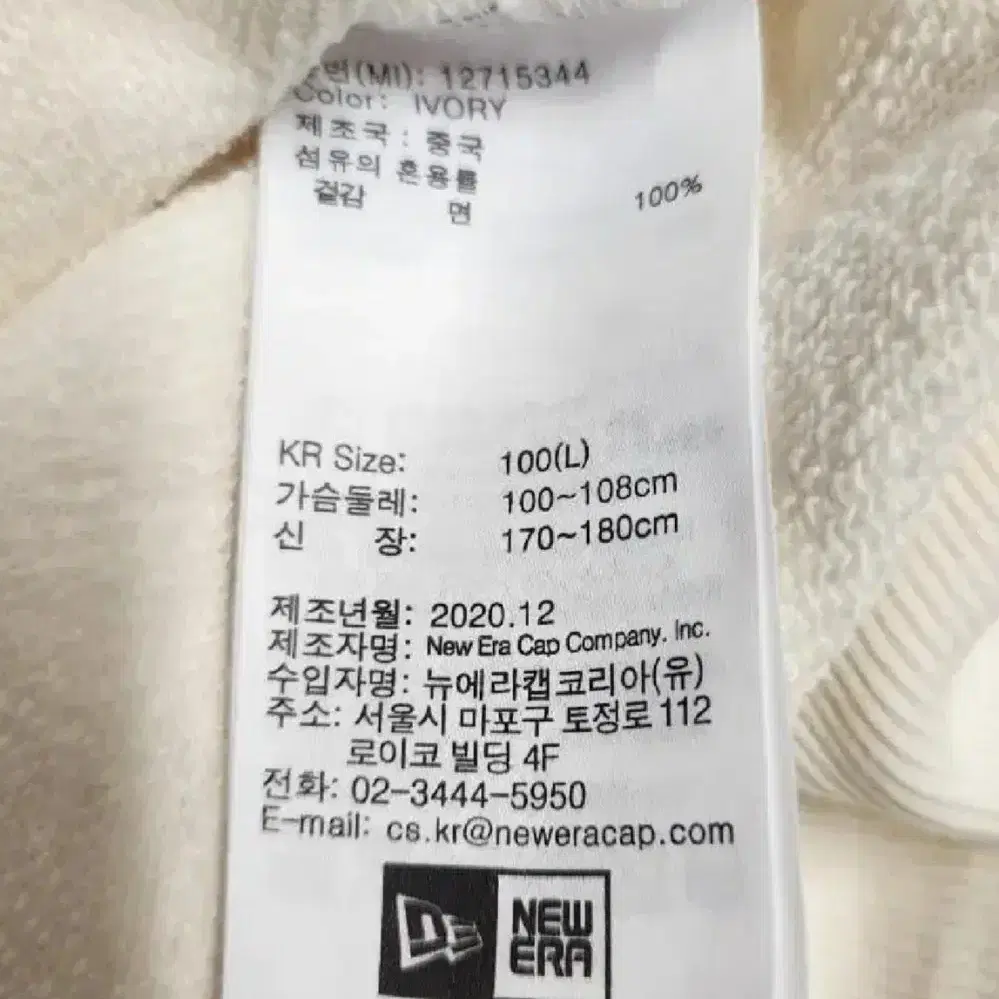 번(MI): 12715344
Color: IVORY
제조국 : 중국
섬유의 혼용률
겉감 면 100%
KR Size: 100(L)
가슴둘레: 100~108cm
신 장: 170~180cm
제조년월: 2020.12
제조자명: New Era Cap Company, Inc.
수입자명: 뉴에라캡코리아(유)
주소: 서울시 마포구 토정로 112
로이코 빌딩 4F
전화: 02-3444-5950
E-mail: cs.kr@neweracap.com
NEW
ERA